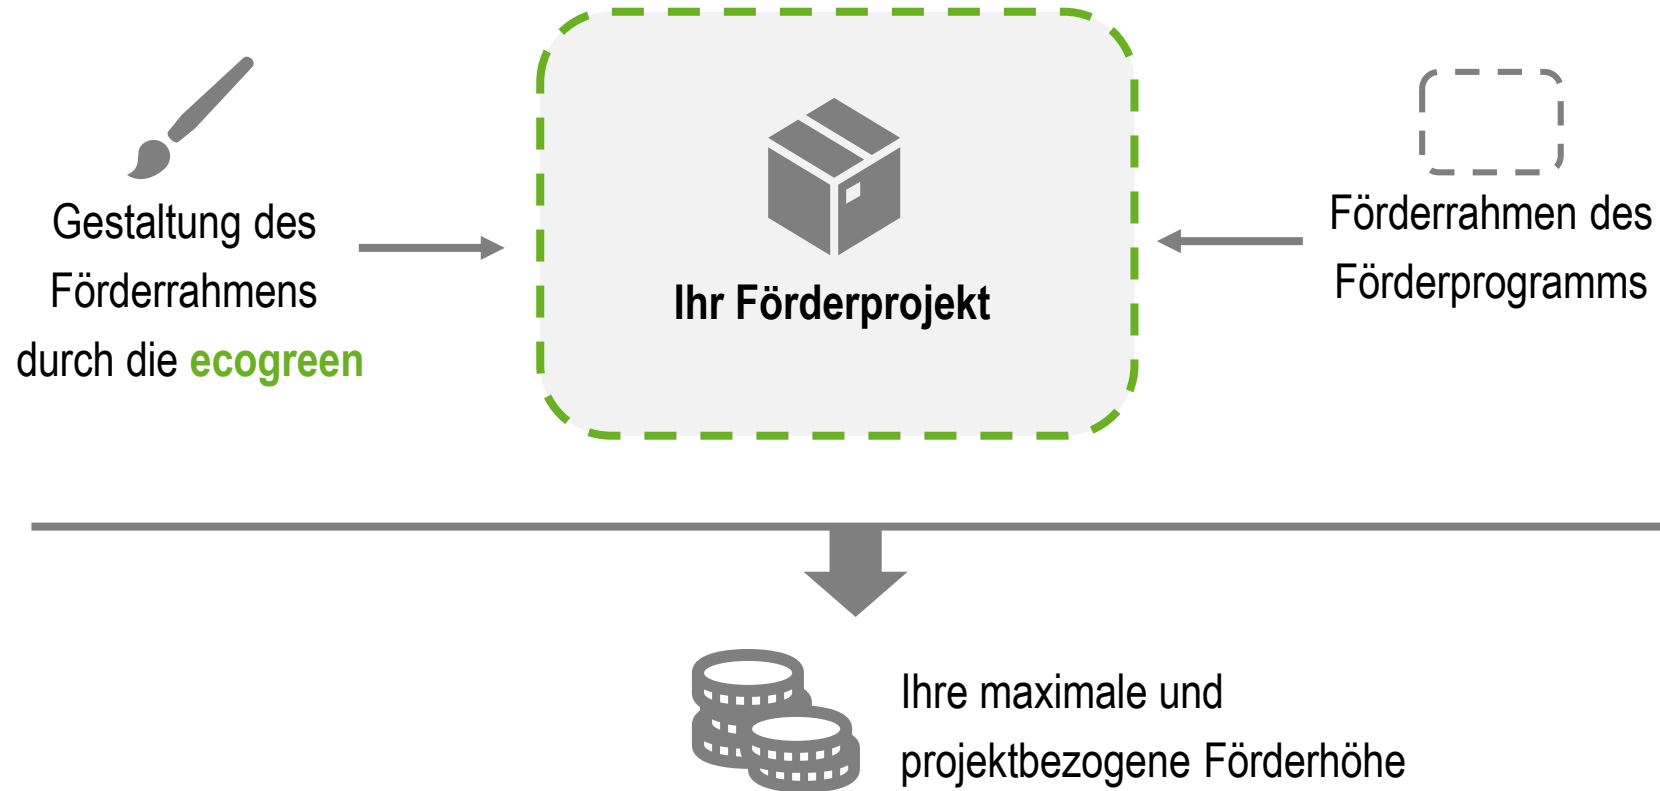 Gestaltung des
Förderrahmens
durch die ecogreen
Ihr Förderprojekt
Förderrahmen des
Förderprogramms
Ihre maximale und
projektbezogene Förderhöhe